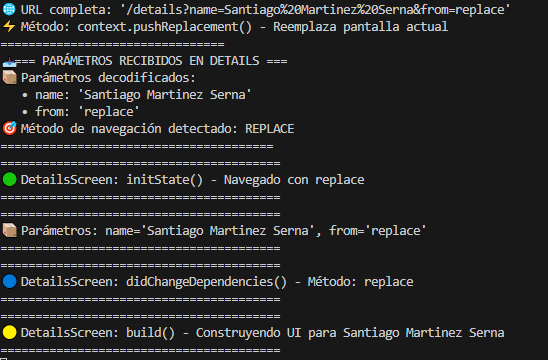 🌐 URL completa: '/details?name=Santiago%20Martinez%20Serna&from=replace'
⚡ Método: context.pushReplacement() - Reemplaza pantalla actual
================================
📥=== PARÁMETROS RECIBIDOS EN DETAILS ===
📦 Parámetros decodificados:
• name: 'Santiago Martinez Serna'
• from: 'replace'
🎯 Método de navegación detectado: REPLACE
=======================================
========================================
🟢 DetailsScreen: initState() - Navegado con replace
========================================
========================================
📦 Parámetros: name='Santiago Martinez Serna', from='replace'
========================================
========================================
🔵 DetailsScreen: didChangeDependencies() - Método: replace
========================================
========================================
🟡 DetailsScreen: build() - Construyendo UI para Santiago Martinez Serna
========================================